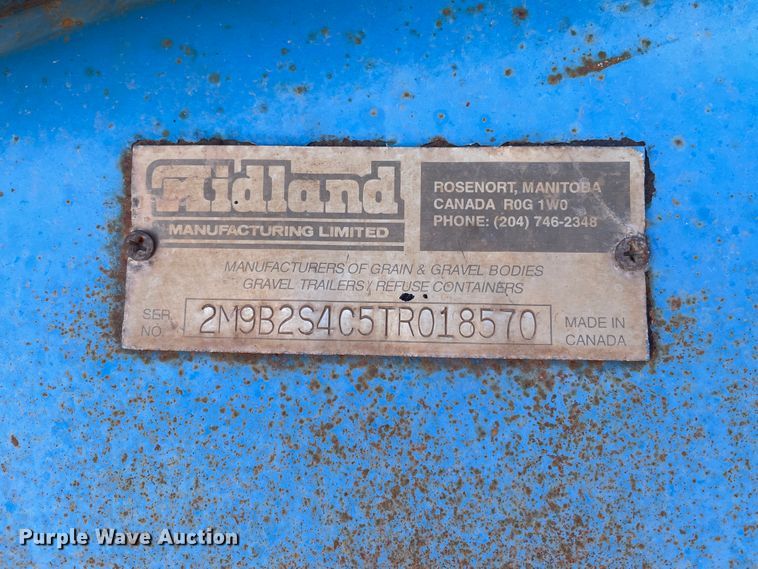 Midland
MANUFACTURING LIMITED
ROSENORT, MANITOBA
CANADA R0G 1W0
PHONE: (204) 746-2348
MANUFACTURERS OF GRAIN & GRAVEL BODIES
GRAVEL TRAILERS / REFUSE CONTAINERS
SER.
NO.
2M9B2S4C5TR018570
MADE IN
CANADA
Purple Wave Auction®